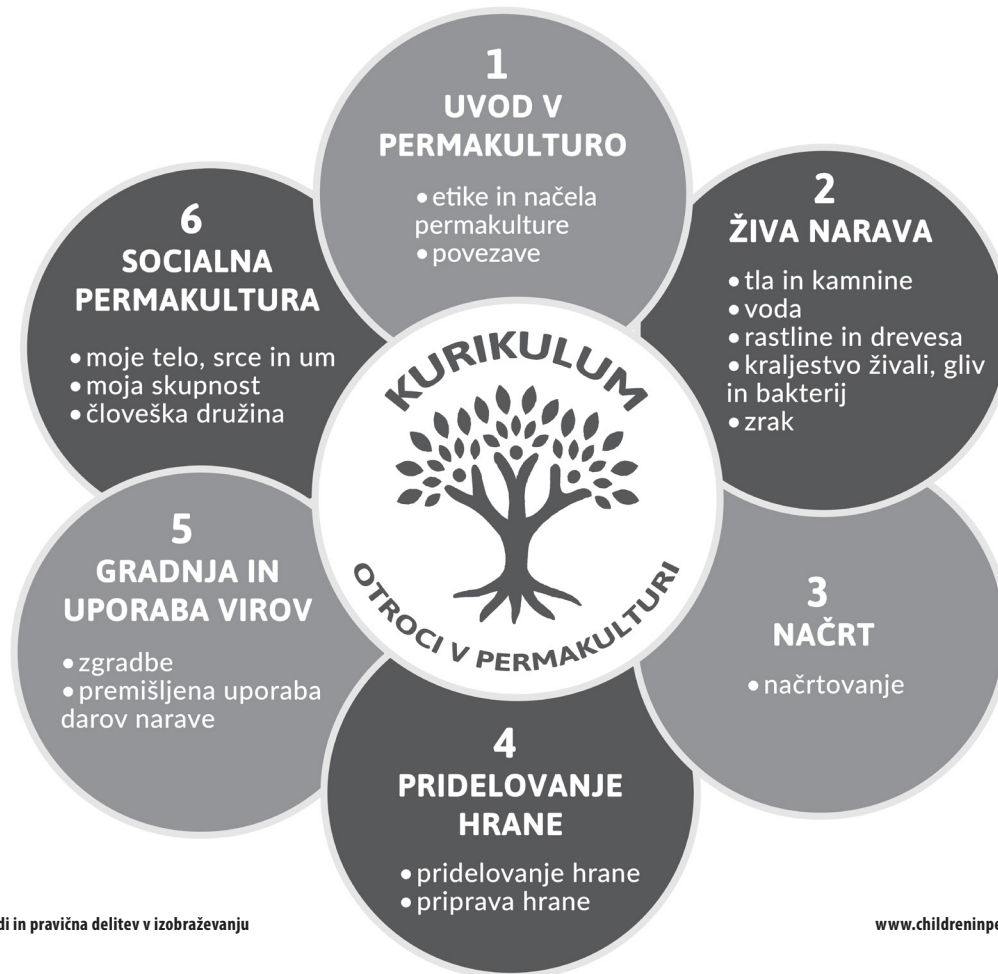 1
UVOD V
PERMAKULTURO
• etike in načela
permakulture
• povezave
2
ŽIVA NARAVA
• tla in kamnine
• voda
• rastline in drevesa
• kraljestvo živali, gliv
in bakterij
• zrak
3
NAČRT
• načrtovanje
4
PRIDELOVANJE
HRANE
• pridelovanje hrane
• priprava hrane
5
GRADNJA IN
UPORABA VIROV
• zgradbe
• premišljena uporaba
darov narave
6
SOCIALNA
PERMAKULTURA
• moje telo, srce in um
• moja skupnost
• človeška družina
KURIKULUM
OTROCI V PERMAKULTURI
in pravična delitev v izobraževanju